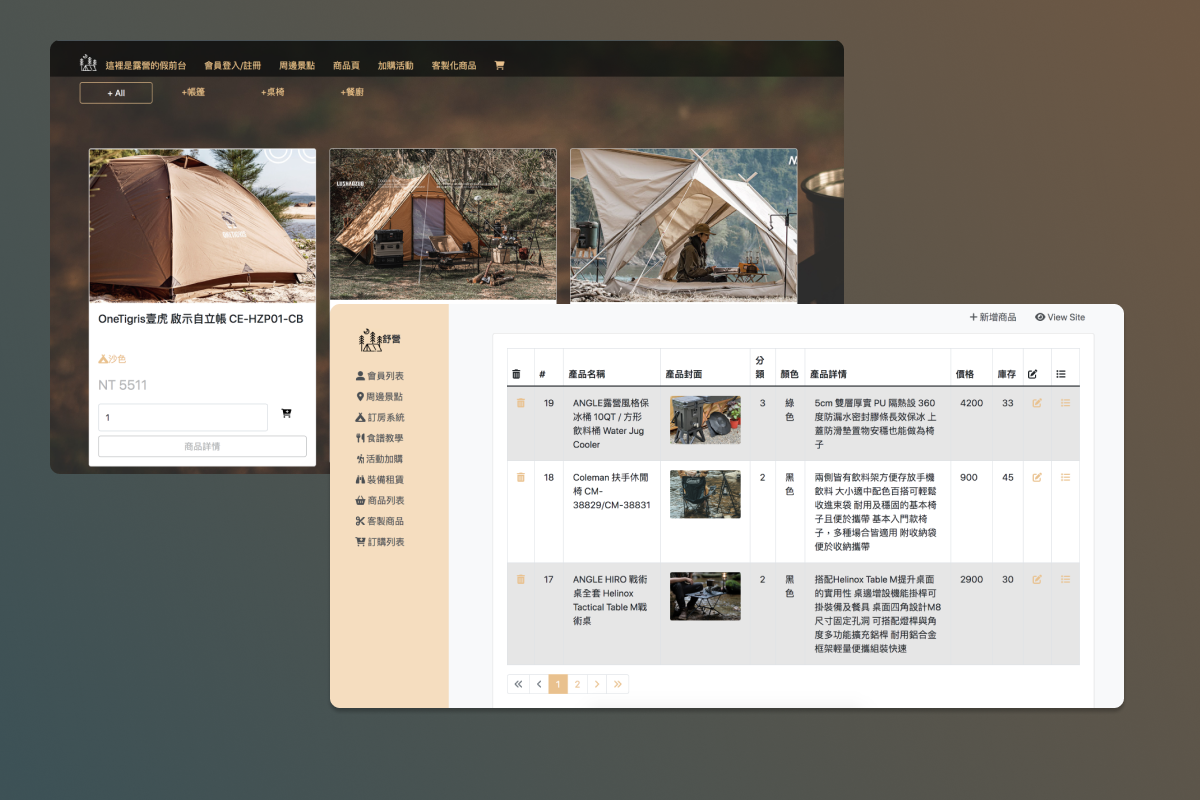 這裡是露營的假前台 會員登入/註冊 周邊景點 商品頁 加購活動 客製化商品
+ All +帳篷 +桌椅 +餐廚
LUSHAOZUO
N
OneTigris壹虎 啟示自立帳 CE-HZP01-CB
沙色
NT 5511
1
商品詳情
舒營
會員列表
周邊景點
訂房系統
食譜教學
活動加購
裝備租賃
商品列表
客製商品
訂購列表
+ 新增商品 View Site
# 產品名稱 產品封面 分類 顏色 產品詳情 價格 庫存
19
ANGLE露營風格保
冰桶 10QT / 方形
飲料桶 Water Jug
Cooler
3
綠
色
5cm 雙層厚實 PU 隔熱設 360
度防漏水密封膠條長效保冰 上
蓋防滑墊置物安穩也能做為椅
子
4200
33
18
Coleman 扶手休閒
椅 CM-
38829/CM-38831
2
黑
色
兩側皆有飲料架方便存放手機
飲料 大小適中配色百搭可輕鬆
收進束袋 耐用及穩固的基本椅
子且便於攜帶 基本入門款椅
子，多種場合皆適用 附收納袋
便於收納攜帶
900
45
17
ANGLE HIRO 戰術
桌全套 Helinox
Tactical Table M戰
術桌
2
黑
色
搭配Helinox Table M提升桌面
的實用性 桌邊增設機能掛桿可
掛裝備及餐具 桌面四角設計M8
尺寸固定孔洞 可搭配燈桿與角
度多功能擴充鋁桿 耐用鋁合金
框架輕量便攜組裝快速
2900
30
« ‹ 1 2 › »